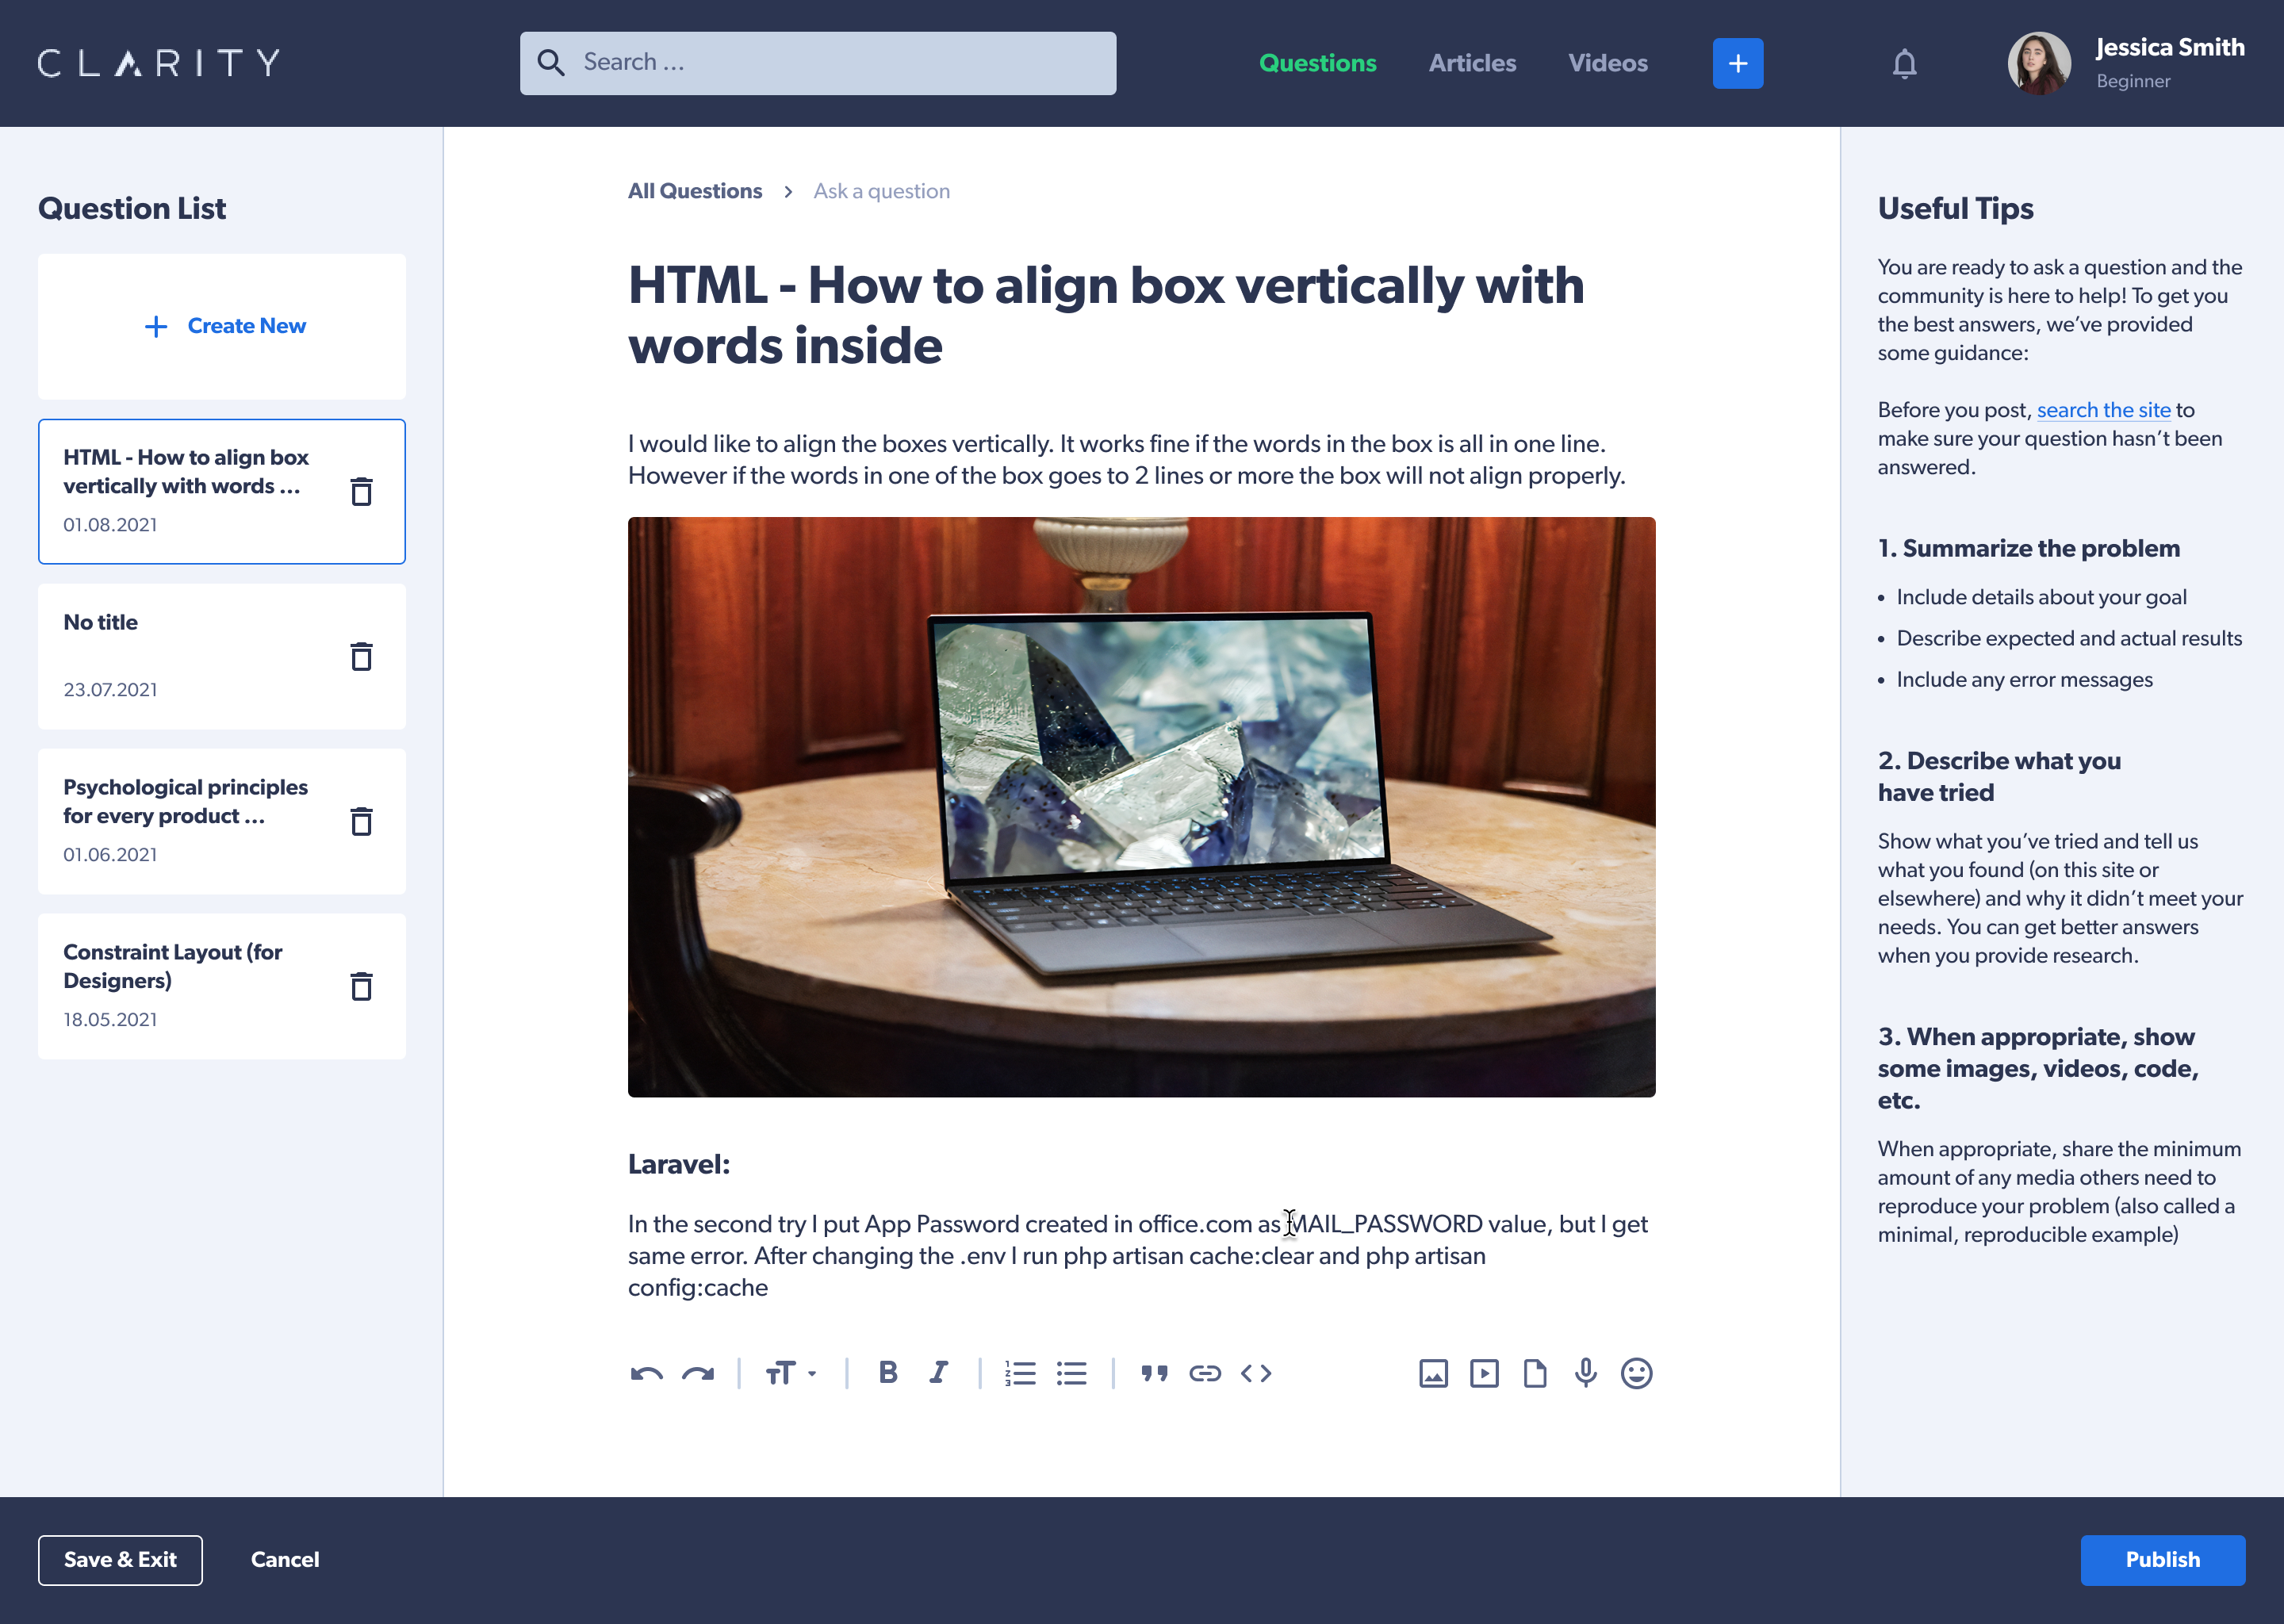 CLARITY
Search ...
Questions
Articles
Videos
Jessica Smith
Beginner
Question List
Create New
HTML - How to align box
vertically with words ...
01.08.2021
No title
23.07.2021
Psychological principles
for every product ...
01.06.2021
Constraint Layout (for
Designers)
18.05.2021
All Questions
Ask a question
HTML - How to align box vertically with
words inside
I would like to align the boxes vertically. It works fine if the words in the box is all in one line.
However if the words in one of the box goes to 2 lines or more the box will not align properly.
Laravel:
In the second try I put App Password created in office.com as MAIL_PASSWORD value, but I get
same error. After changing the .env I run php artisan cache:clear and php artisan
config:cache
Useful Tips
You are ready to ask a question and the
community is here to help! To get you
the best answers, we've provided
some guidance:
Before you post, search the site to
make sure your question hasn't been
answered.
1. Summarize the problem
• Include details about your goal
• Describe expected and actual results
• Include any error messages
2. Describe what you
have tried
Show what you've tried and tell us
what you found (on this site or
elsewhere) and why it didn't meet your
needs. You can get better answers
when you provide research.
3. When appropriate, show
some images, videos, code,
etc.
When appropriate, share the minimum
amount of any media others need to
reproduce your problem (also called a
minimal, reproducible example)
Save & Exit
Cancel
Publish